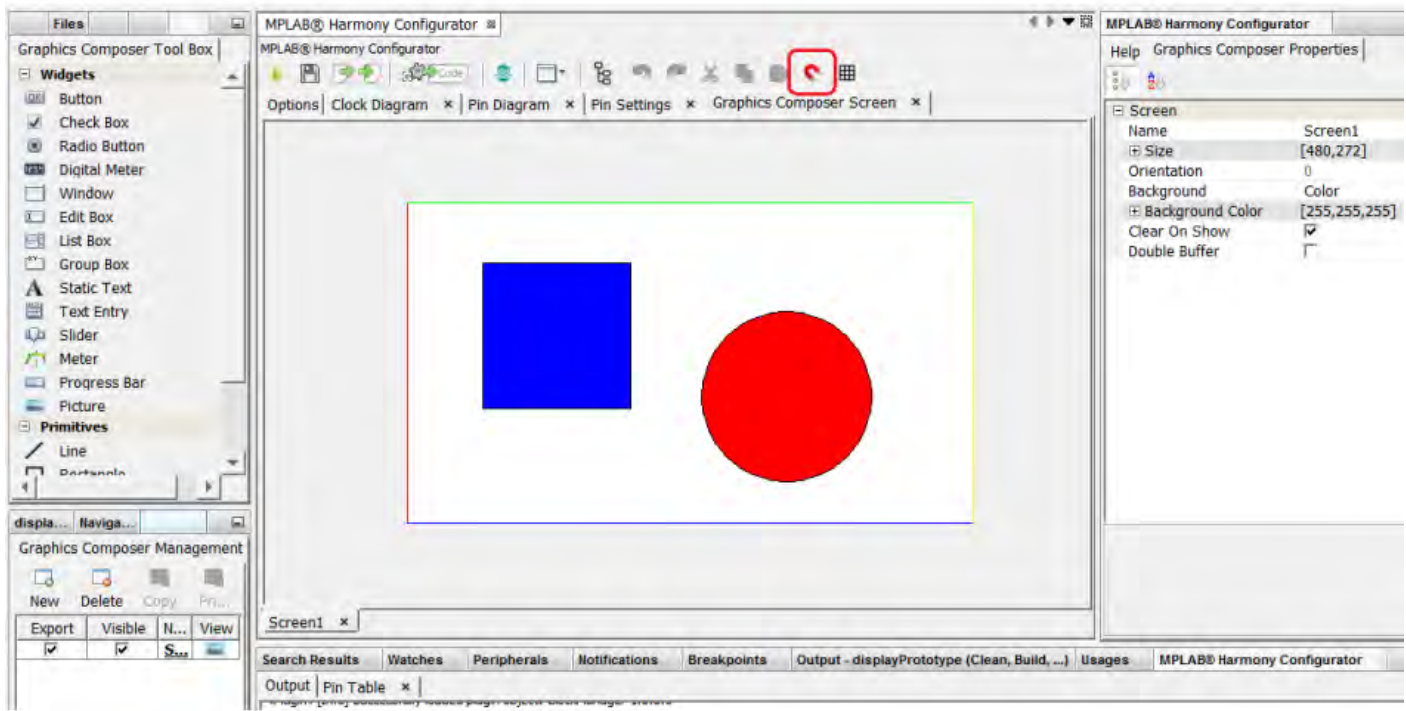 Files
Graphics Composer Tool Box
Widgets
Button
Check Box
Radio Button
Digital Meter
Window
Edit Box
List Box
Group Box
A Static Text
Text Entry
Slider
Meter
Progress Bar
Picture
Primitives
Line
Rectangle
displa... Naviga...
Graphics Composer Management
New Delete Copy Pri...
Export Visible N... View
S...
MPLAB® Harmony Configurator
MPLAB® Harmony Configurator
Code
Options Clock Diagram × Pin Diagram × Pin Settings × Graphics Composer Screen ×
Screen1 ×
Search Results Watches Peripherals Notifications Breakpoints Output - displayPrototype (Clean, Build, ...) Usages MPLAB® Harmony Configurator
Output Pin Table ×
MPLAB® Harmony Configurator
Help Graphics Composer Properties
Screen
Name Screen1
Size [480,272]
Orientation 0
Background Color
Background Color [255,255,255]
Clear On Show
Double Buffer